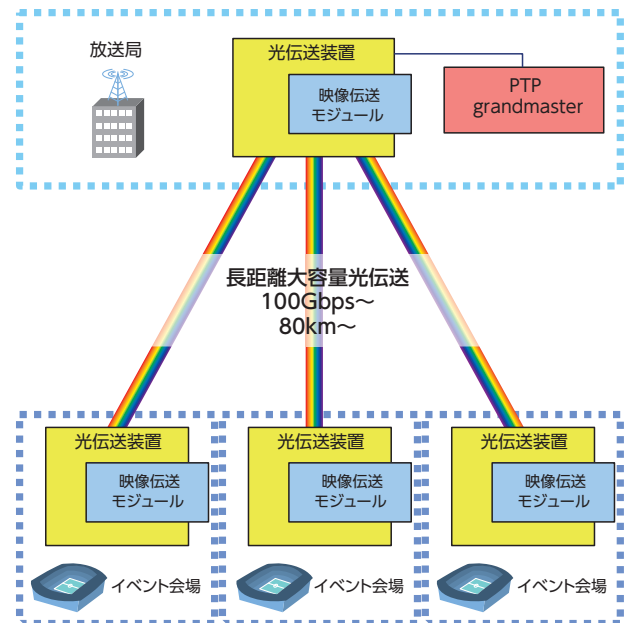 放送局
光伝送装置
映像伝送
モジュール
PTP
grandmaster
長距離大容量光伝送
100Gbps～
80km～
光伝送装置
映像伝送
モジュール
イベント会場
光伝送装置
映像伝送
モジュール
イベント会場
光伝送装置
映像伝送
モジュール
イベント会場